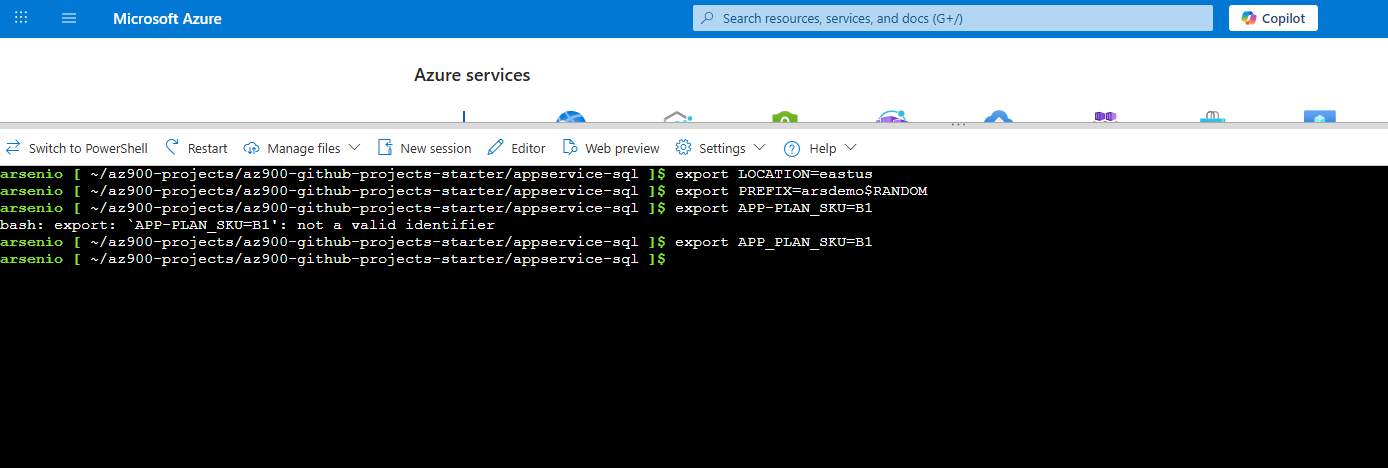 Microsoft Azure
Search resources, services, and docs (G+/)
Copilot
Azure services
...
Switch to PowerShell Restart Manage files New session Editor Web preview Settings Help
arsenio [ ~/az900-projects/az900-github-projects-starter/appservice-sql ]$ export LOCATION=eastus
arsenio [ ~/az900-projects/az900-github-projects-starter/appservice-sql ]$ export PREFIX=arsdemo$RANDOM
arsenio [ ~/az900-projects/az900-github-projects-starter/appservice-sql ]$ export APP-PLAN_SKU=B1
bash: export: `APP-PLAN_SKU=B1': not a valid identifier
arsenio [ ~/az900-projects/az900-github-projects-starter/appservice-sql ]$ export APP_PLAN_SKU=B1
arsenio [ ~/az900-projects/az900-github-projects-starter/appservice-sql ]$